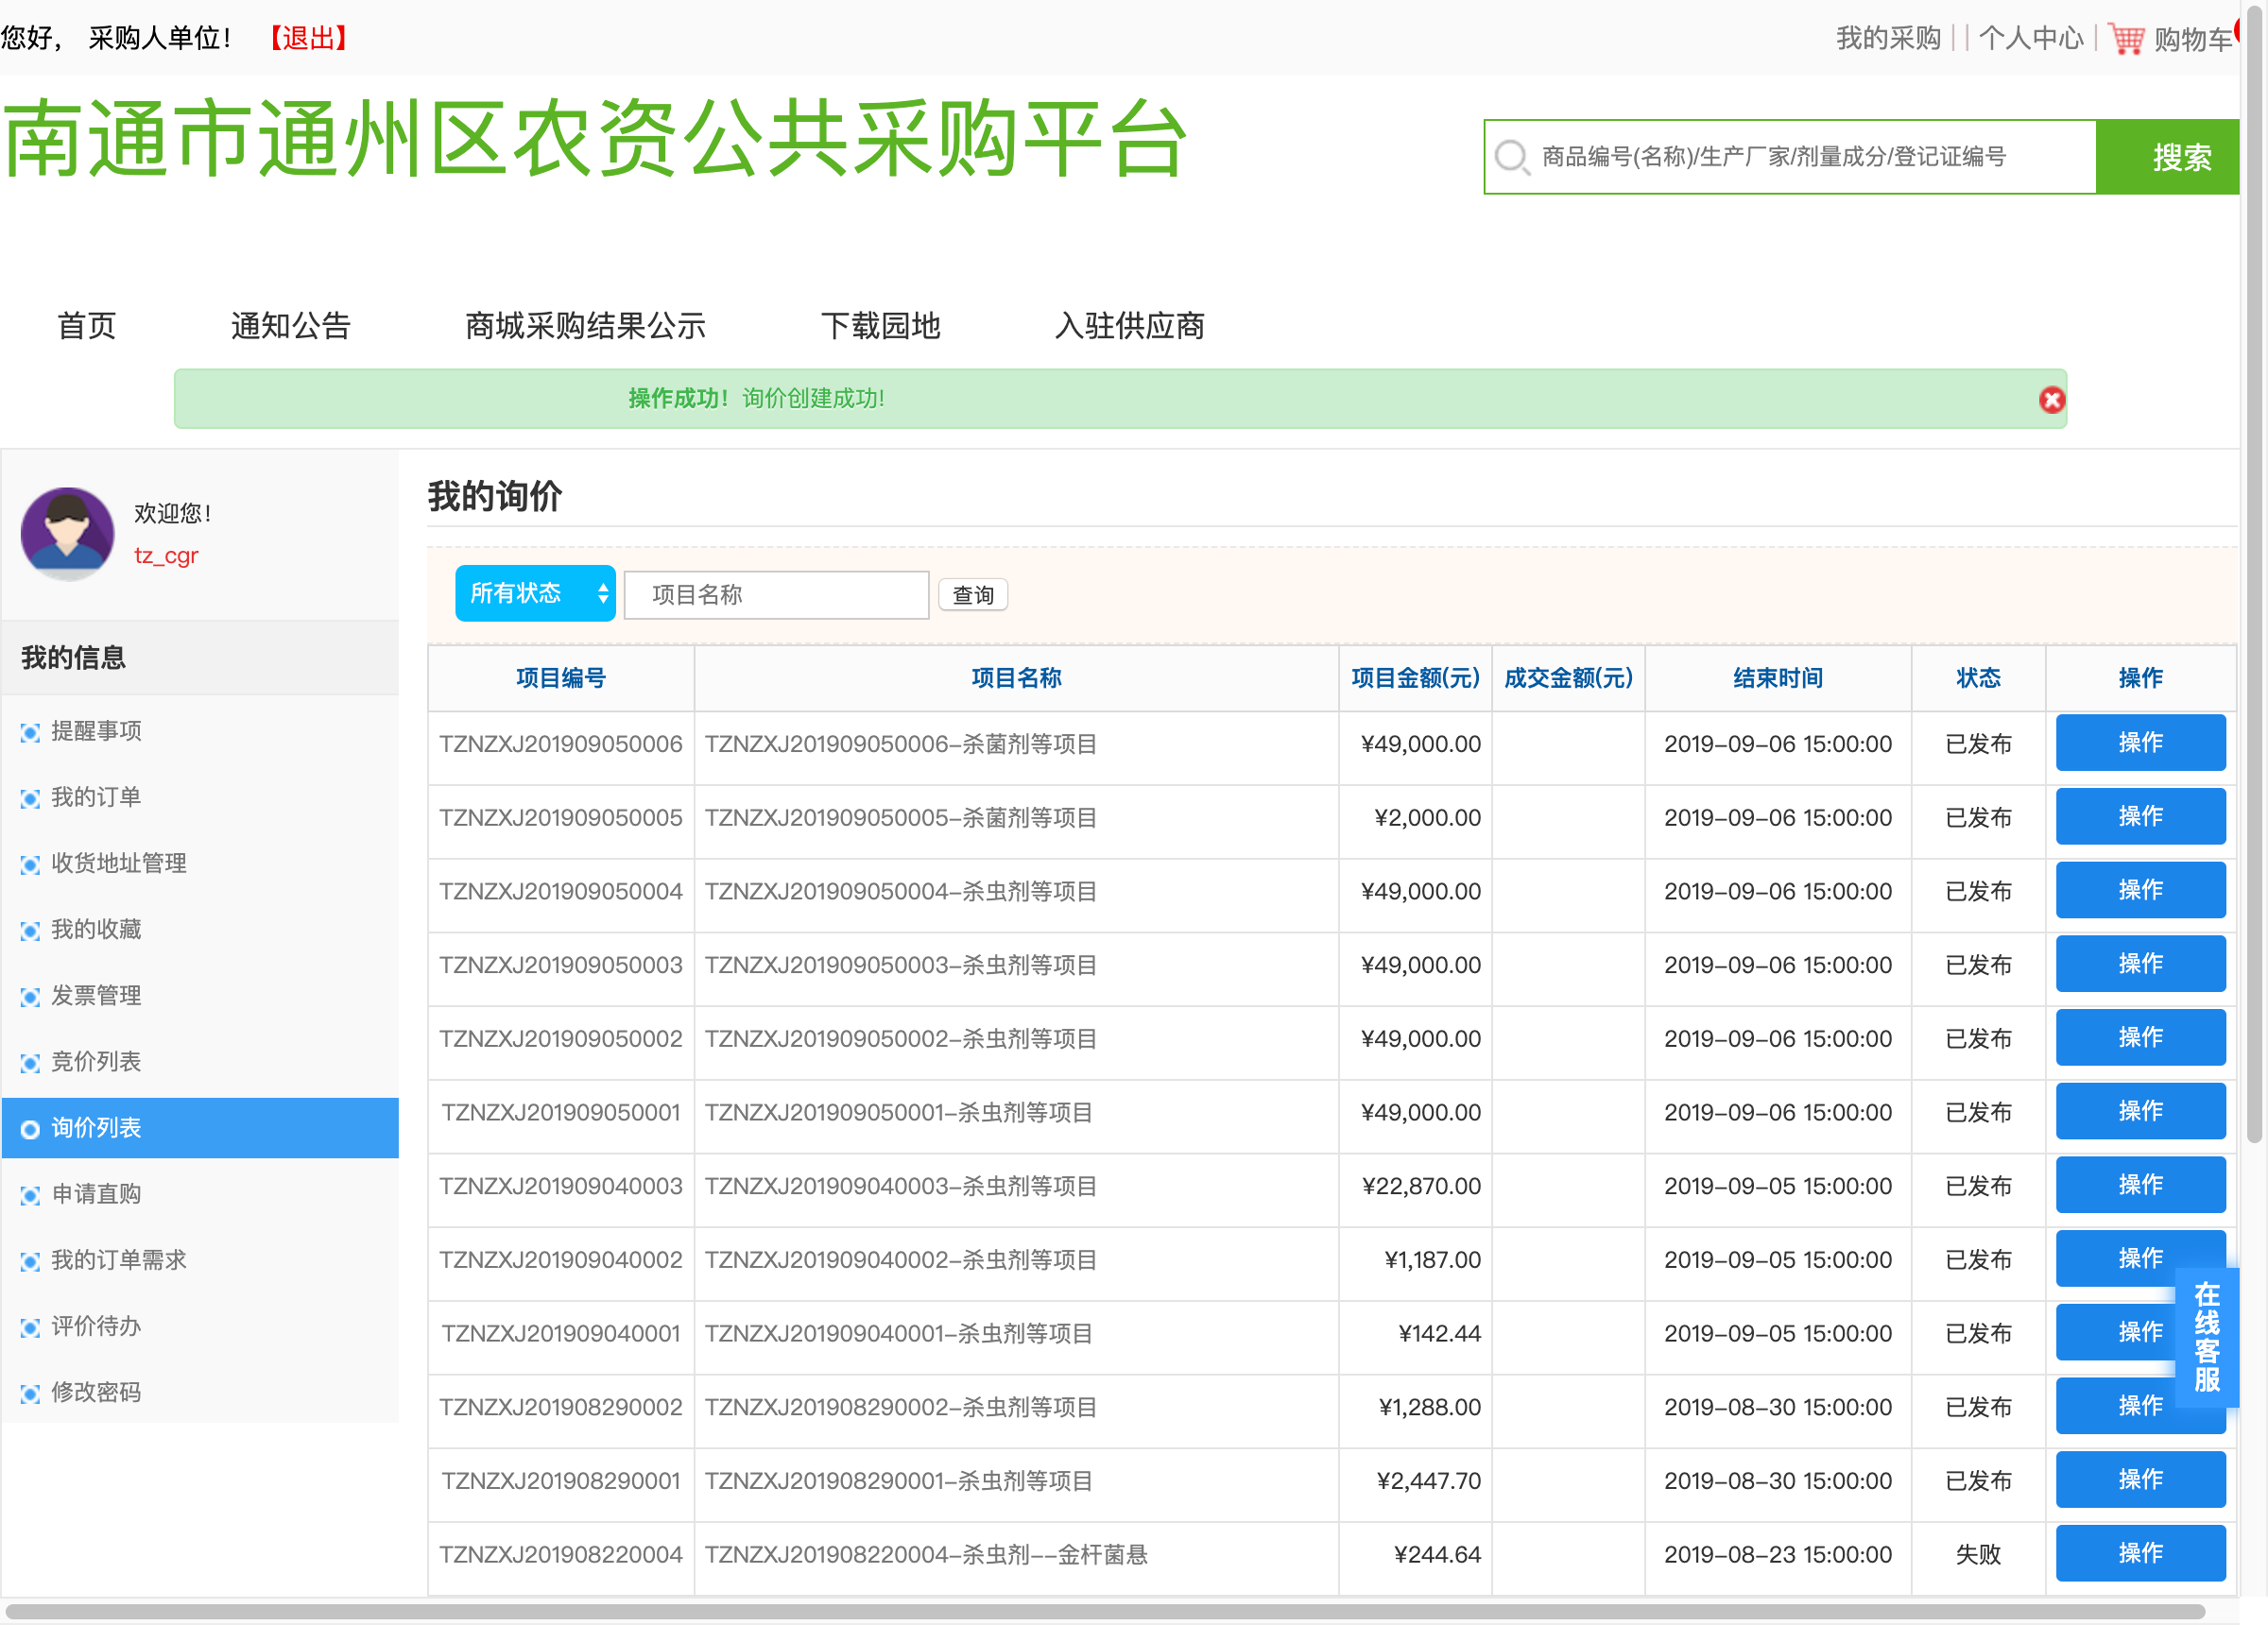 您好， 采购人单位！ 【退出】 我的采购 | | 个人中心 | 购物车
南通市通州区农资公共采购平台
商品编号(名称)/生产厂家/剂量成分/登记证编号 搜索
首页 通知公告 商城采购结果公示 下载园地 入驻供应商
操作成功！询价创建成功!
欢迎您！
tz_cgr
我的信息
提醒事项
我的订单
收货地址管理
我的收藏
发票管理
竞价列表
询价列表
申请直购
我的订单需求
评价待办
修改密码
我的询价
所有状态 项目名称 查询
项目编号 项目名称 项目金额(元) 成交金额(元) 结束时间 状态 操作
TZNZXJ201909050006 TZNZXJ201909050006-杀菌剂等项目 ¥49,000.00 2019-09-06 15:00:00 已发布 操作
TZNZXJ201909050005 TZNZXJ201909050005-杀菌剂等项目 ¥2,000.00 2019-09-06 15:00:00 已发布 操作
TZNZXJ201909050004 TZNZXJ201909050004-杀虫剂等项目 ¥49,000.00 2019-09-06 15:00:00 已发布 操作
TZNZXJ201909050003 TZNZXJ201909050003-杀虫剂等项目 ¥49,000.00 2019-09-06 15:00:00 已发布 操作
TZNZXJ201909050002 TZNZXJ201909050002-杀虫剂等项目 ¥49,000.00 2019-09-06 15:00:00 已发布 操作
TZNZXJ201909050001 TZNZXJ201909050001-杀虫剂等项目 ¥49,000.00 2019-09-06 15:00:00 已发布 操作
TZNZXJ201909040003 TZNZXJ201909040003-杀虫剂等项目 ¥22,870.00 2019-09-05 15:00:00 已发布 操作
TZNZXJ201909040002 TZNZXJ201909040002-杀虫剂等项目 ¥1,187.00 2019-09-05 15:00:00 已发布 操作
TZNZXJ201909040001 TZNZXJ201909040001-杀虫剂等项目 ¥142.44 2019-09-05 15:00:00 已发布 操作
TZNZXJ201908290002 TZNZXJ201908290002-杀虫剂等项目 ¥1,288.00 2019-08-30 15:00:00 已发布 操作
TZNZXJ201908290001 TZNZXJ201908290001-杀虫剂等项目 ¥2,447.70 2019-08-30 15:00:00 已发布 操作
TZNZXJ201908220004 TZNZXJ201908220004-杀虫剂--金杆菌悬 ¥244.64 2019-08-23 15:00:00 失败 操作
在线客服